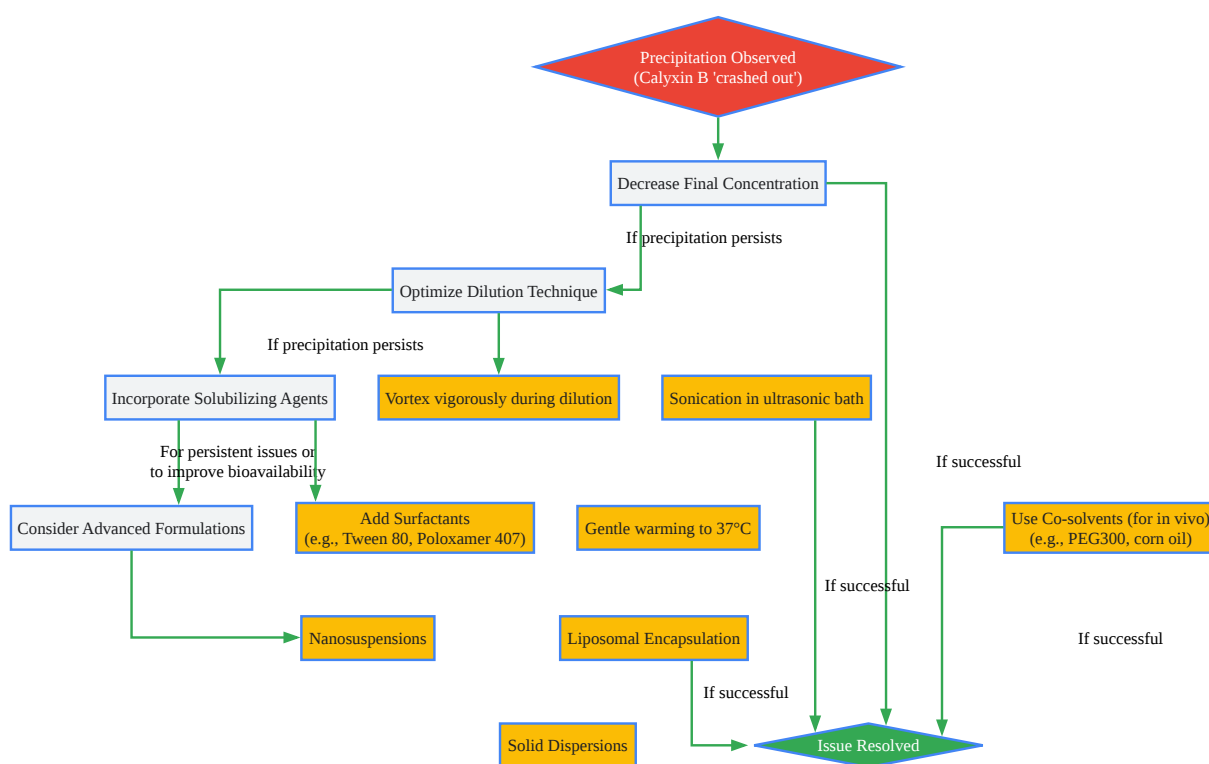 Precipitation Observed
(Calyxin B 'crashed out')
Decrease Final Concentration
If precipitation persists
Optimize Dilution Technique
If precipitation persists
Incorporate Solubilizing Agents
Vortex vigorously during dilution
Sonication in ultrasonic bath
For persistent issues or
to improve bioavailability
If successful
Consider Advanced Formulations
Add Surfactants
(e.g., Tween 80, Poloxamer 407)
Gentle warming to 37°C
Use Co-solvents (for in vivo)
(e.g., PEG300, corn oil)
If successful
Nanosuspensions
Liposomal Encapsulation
If successful
If successful
Solid Dispersions
Issue Resolved